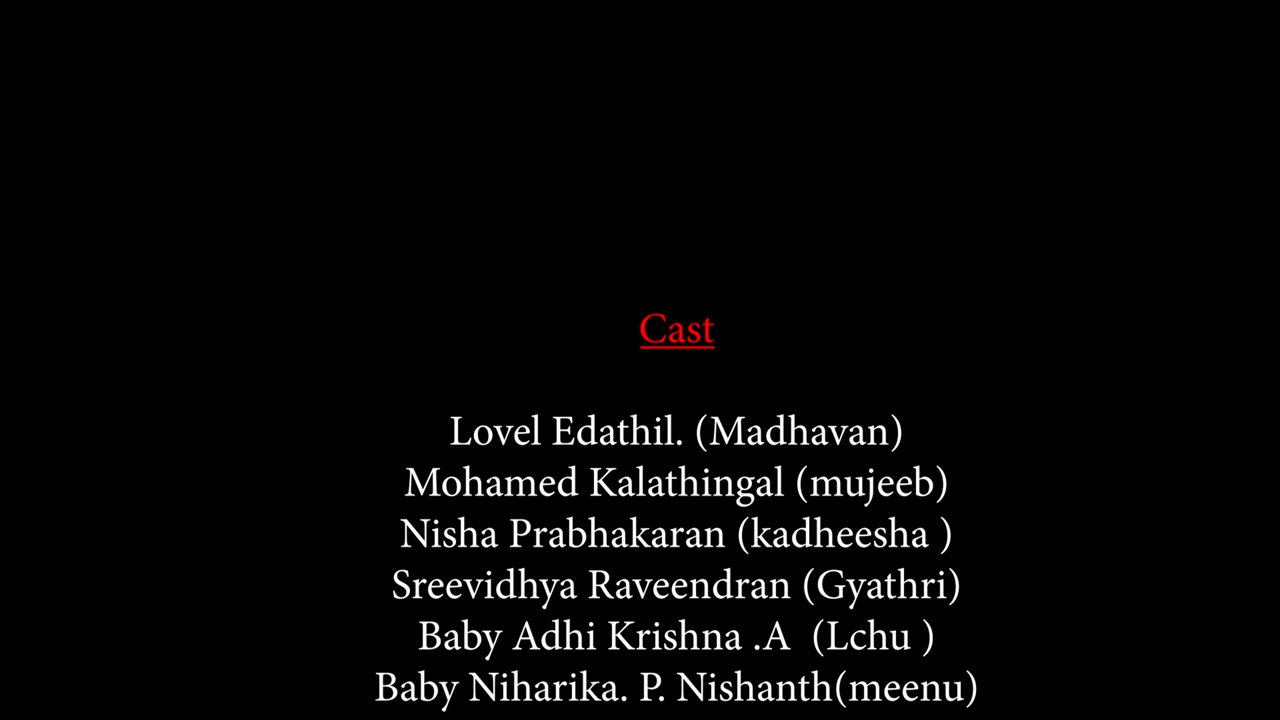 Cast
Lovel Edathil. (Madhavan)
Mohamed Kalathingal (mujeeb)
Nisha Prabhakaran (kadheesha )
Sreevidhya Raveendran (Gyathri)
Baby Adhi Krishna .A  (Lchu )
Baby Niharika. P. Nishanth(meenu)